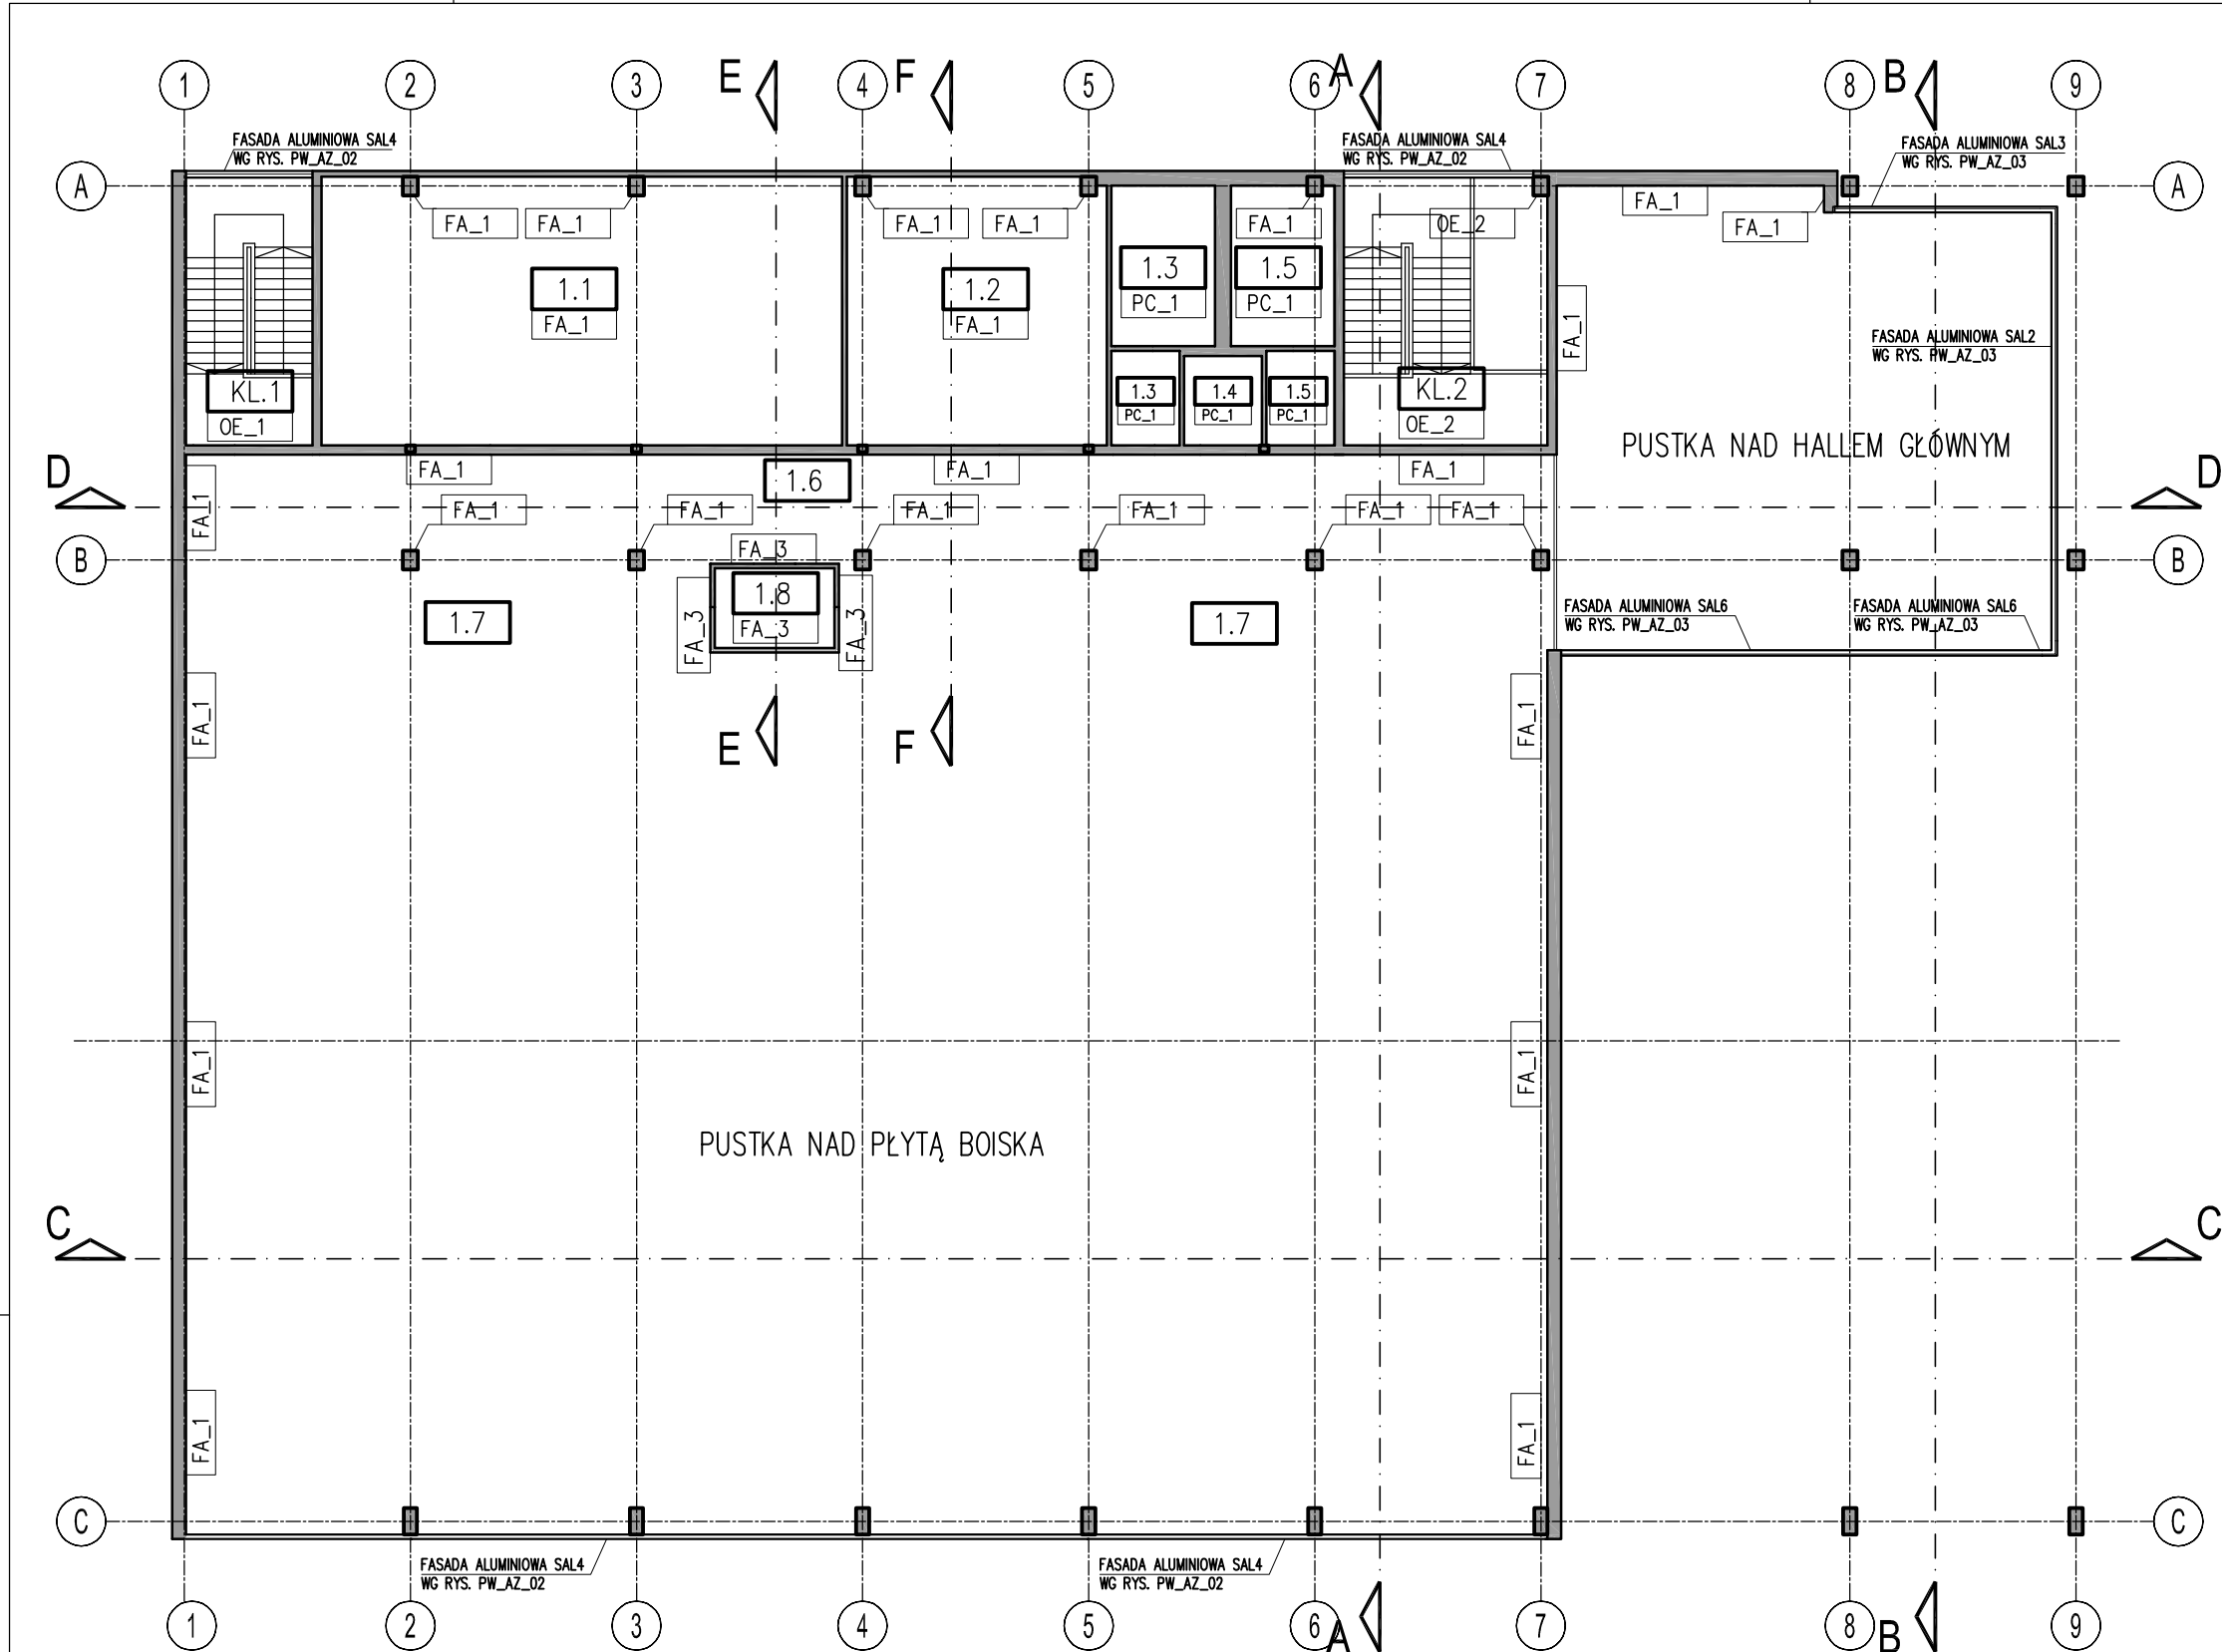 E F A B
1 2 3 4 5 6 7 8 9
FASADA ALUMINIOWA SAL4
WG RYS. PW_AZ_02
FASADA ALUMINIOWA SAL4
WG RYS. PW_AZ_02
FASADA ALUMINIOWA SAL3
WG RYS. PW_AZ_03
A A
FA_1 FA_1 FA_1 FA_1 FA_1 OE_2 FA_1 FA_1
1.1
FA_1
1.2
FA_1
1.3
PC_1
1.5
PC_1
FA_1
FASADA ALUMINIOWA SAL2
WG RYS. PW_AZ_03
KL.1
OE_1
1.3
PC_1
1.4
PC_1
1.5
PC_1
KL.2
OE_2
PUSTKA NAD HALLEM GŁÓWNYM
D D
FA_1 FA_1 1.6 FA_1 FA_1
FA_1 FA_1 FA_1 FA_1 FA_1 FA_1
B B
FA_3
1.8
FA_3
FA_3 FA_3
1.7 1.7
FASADA ALUMINIOWA SAL6
WG RYS. PW_AZ_03
FASADA ALUMINIOWA SAL6
WG RYS. PW_AZ_03
FA_1 FA_1
E F
FA_1 FA_1
PUSTKA NAD PŁYTĄ BOISKA
C C
FA_1 FA_1
C C
FASADA ALUMINIOWA SAL4
WG RYS. PW_AZ_02
FASADA ALUMINIOWA SAL4
WG RYS. PW_AZ_02
1 2 3 4 5 6 7 8 9
A B